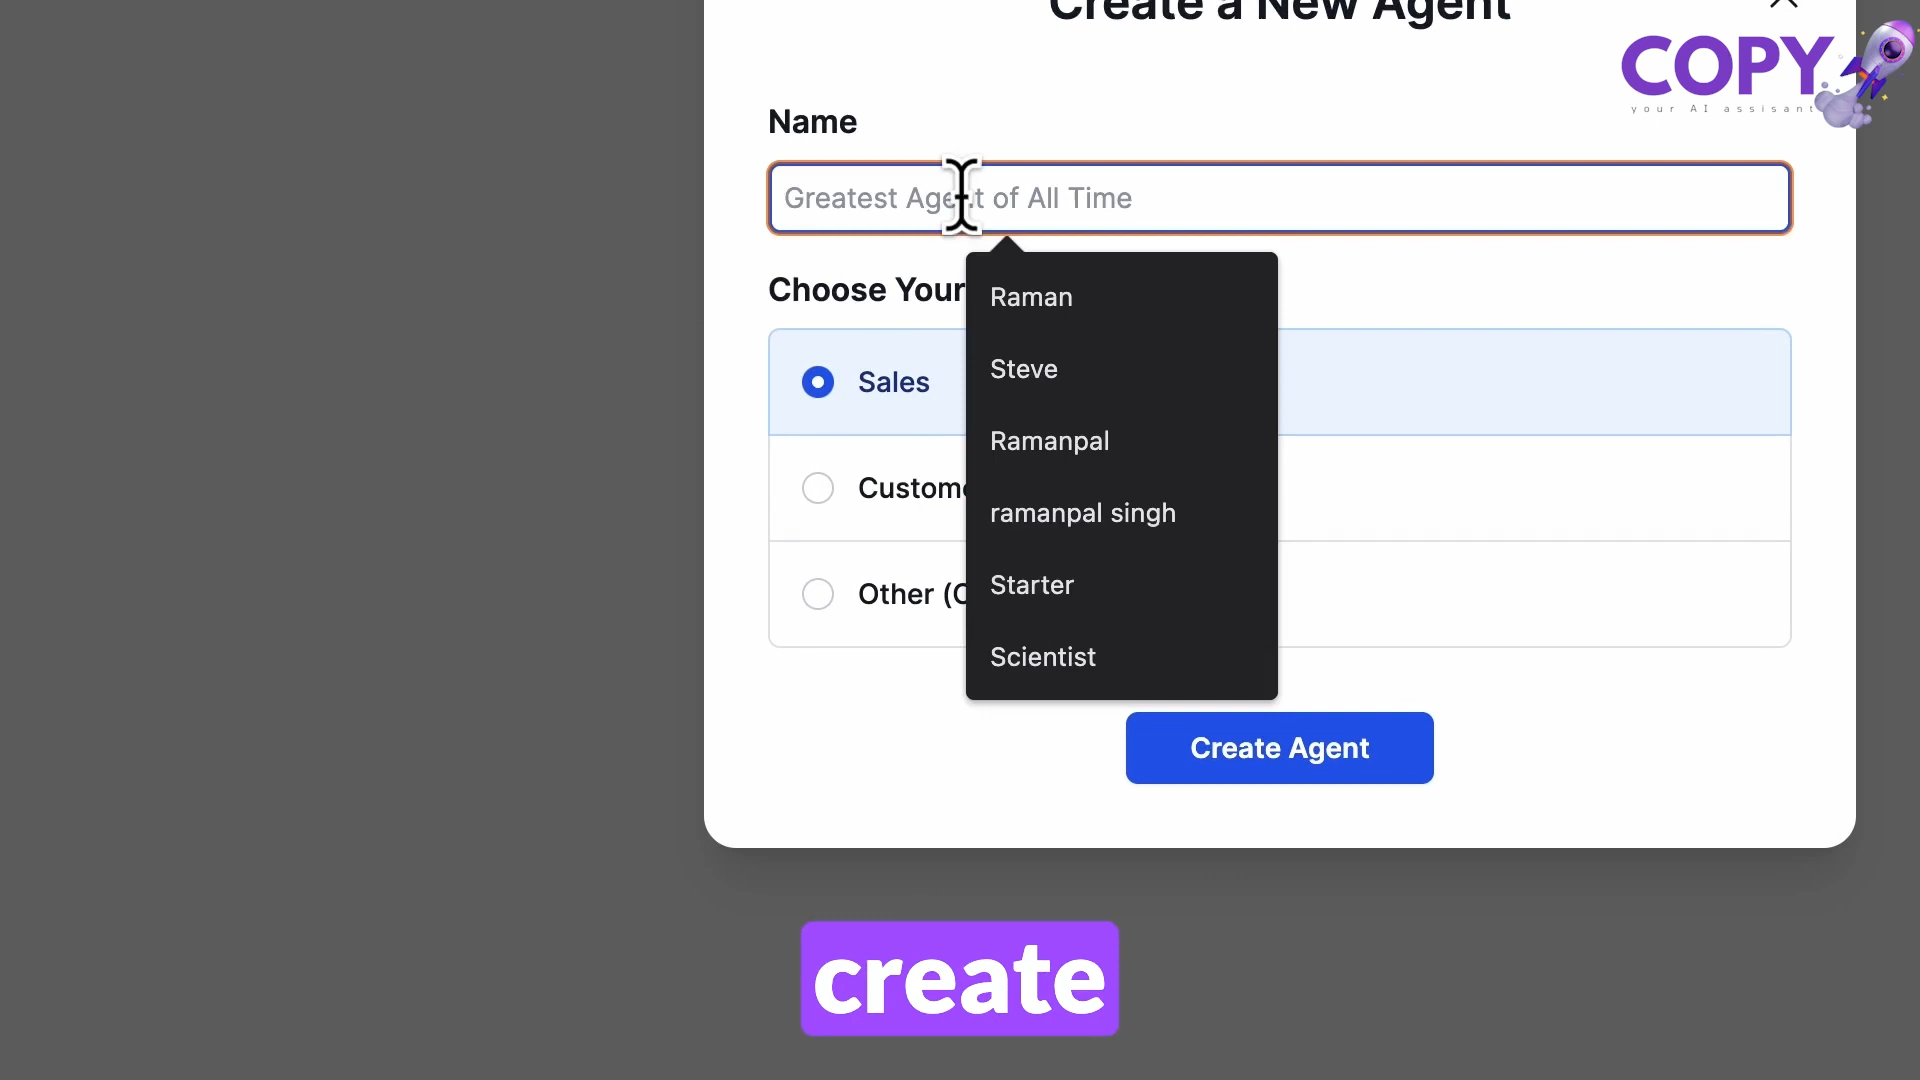 Create a New Agent
COPY
your AI assisant
Name
Greatest Age t of All Time
Choose Your
Raman
Steve
Ramanpal
ramanpal singh
Starter
Scientist
Sales
Custome
Other (C
Create Agent
create